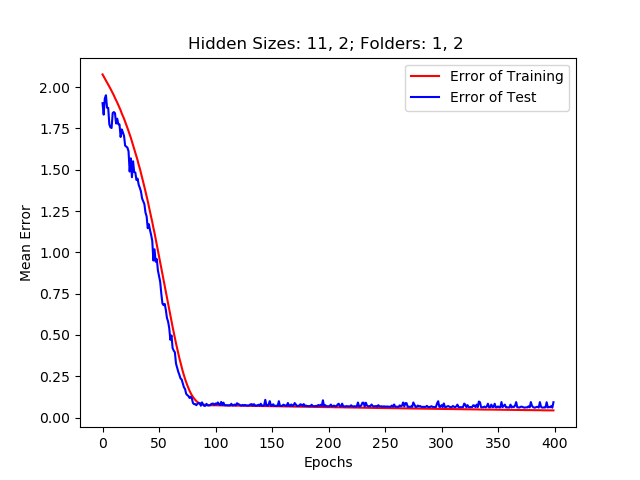 Hidden Sizes: 11, 2; Folders: 1, 2
Error of Training
Error of Test
Mean Error
2.00
1.75
1.50
1.25
1.00
0.75
0.50
0.25
0.00
0 50 100 150 200 250 300 350 400
Epochs